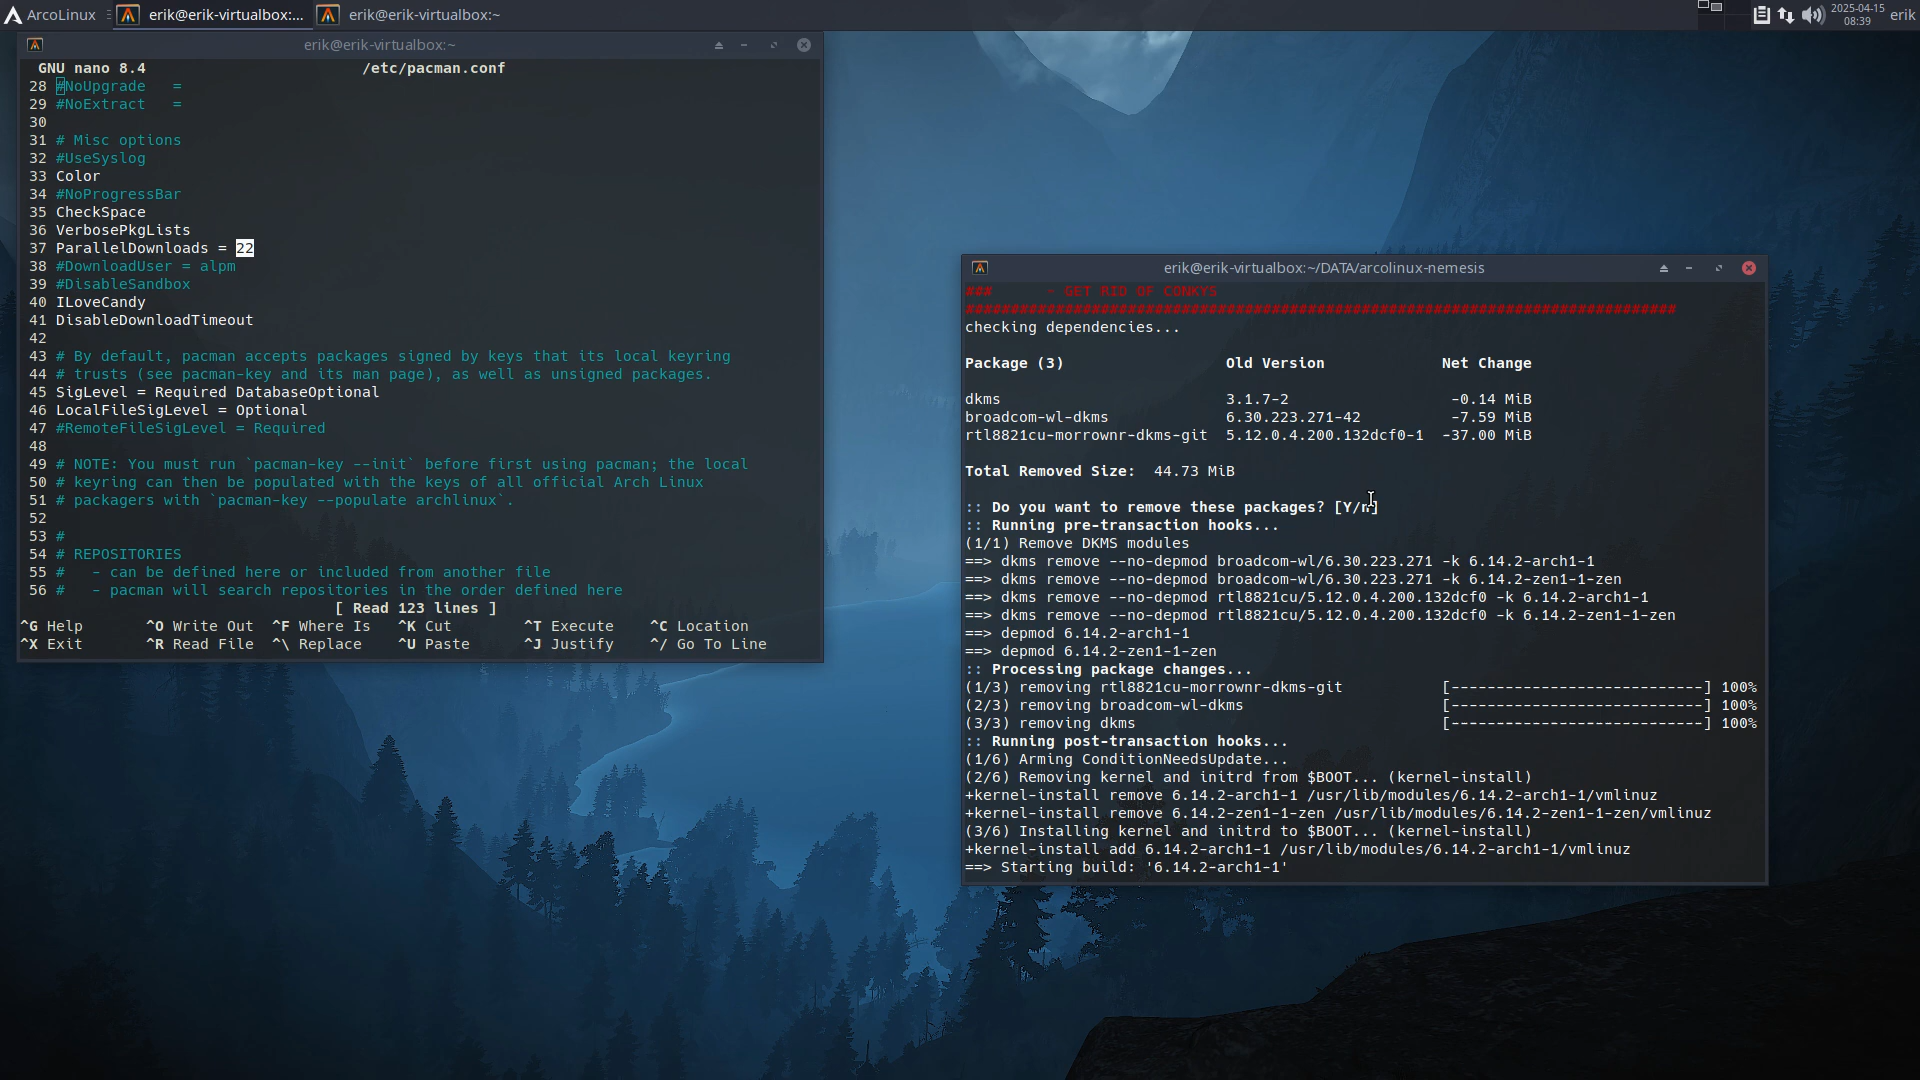 ArcoLinux
erik@erik-virtualbox:...
erik@erik-virtualbox:~
2025-04-15
08:39
erik
erik@erik-virtualbox:~
GNU nano 8.4 /etc/pacman.conf
28 #NoUpgrade   =
29 #NoExtract   =
30
31 # Misc options
32 #UseSyslog
33 Color
34 #NoProgressBar
35 CheckSpace
36 VerbosePkgLists
37 ParallelDownloads = 22
38 #DownloadUser = alpm
39 #DisableSandbox
40 ILoveCandy
41 DisableDownloadTimeout
42
43 # By default, pacman accepts packages signed by keys that its local keyring
44 # trusts (see pacman-key and its man page), as well as unsigned packages.
45 SigLevel = Required DatabaseOptional
46 LocalFileSigLevel = Optional
47 #RemoteFileSigLevel = Required
48
49 # NOTE: You must run `pacman-key --init` before first using pacman; the local
50 # keyring can then be populated with the keys of all official Arch Linux
51 # packagers with `pacman-key --populate archlinux`.
52
53 #
54 # REPOSITORIES
55 #   - can be defined here or included from another file
56 #   - pacman will search repositories in the order defined here
[ Read 123 lines ]
^G Help ^O Write Out ^F Where Is ^K Cut ^T Execute ^C Location
^X Exit ^R Read File ^\ Replace ^U Paste ^J Justify ^/ Go To Line
erik@erik-virtualbox:~/DATA/arcolinux-nemesis
###      - GET RID OF CONKYS
###############################################################################
checking dependencies...
Package (3) Old Version Net Change
dkms 3.1.7-2 -0.14 MiB
broadcom-wl-dkms 6.30.223.271-42 -7.59 MiB
rtl8821cu-morrownr-dkms-git 5.12.0.4.200.132dcf0-1 -37.00 MiB
Total Removed Size:  44.73 MiB
:: Do you want to remove these packages? [Y/n]
:: Running pre-transaction hooks...
(1/1) Remove DKMS modules
==> dkms remove --no-depmod broadcom-wl/6.30.223.271 -k 6.14.2-arch1-1
==> dkms remove --no-depmod broadcom-wl/6.30.223.271 -k 6.14.2-zen1-1-zen
==> dkms remove --no-depmod rtl8821cu/5.12.0.4.200.132dcf0 -k 6.14.2-arch1-1
==> dkms remove --no-depmod rtl8821cu/5.12.0.4.200.132dcf0 -k 6.14.2-zen1-1-zen
==> depmod 6.14.2-arch1-1
==> depmod 6.14.2-zen1-1-zen
:: Processing package changes...
(1/3) removing rtl8821cu-morrownr-dkms-git [----------------------------] 100%
(2/3) removing broadcom-wl-dkms [----------------------------] 100%
(3/3) removing dkms [----------------------------] 100%
:: Running post-transaction hooks...
(1/6) Arming ConditionNeedsUpdate...
(2/6) Removing kernel and initrd from $BOOT... (kernel-install)
+kernel-install remove 6.14.2-arch1-1 /usr/lib/modules/6.14.2-arch1-1/vmlinuz
+kernel-install remove 6.14.2-zen1-1-zen /usr/lib/modules/6.14.2-zen1-1-zen/vmlinuz
(3/6) Installing kernel and initrd to $BOOT... (kernel-install)
+kernel-install add 6.14.2-arch1-1 /usr/lib/modules/6.14.2-arch1-1/vmlinuz
==> Starting build: '6.14.2-arch1-1'